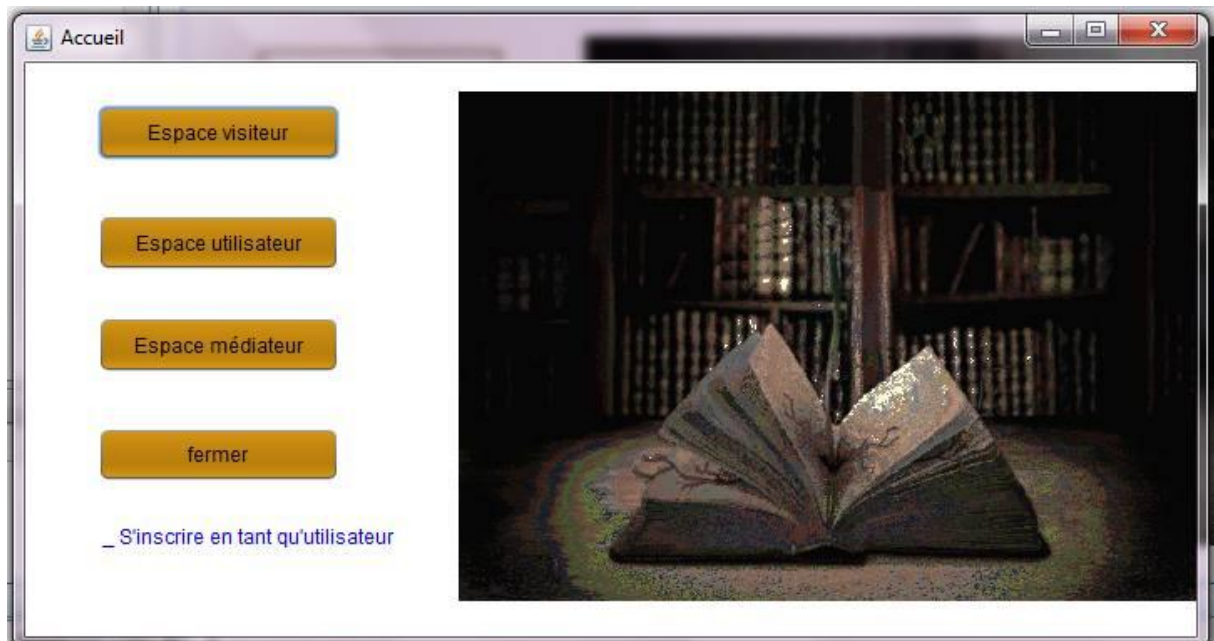 Accueil
Espace visiteur
Espace utilisateur
Espace médiateur
fermer
_ S'inscrire en tant qu'utilisateur